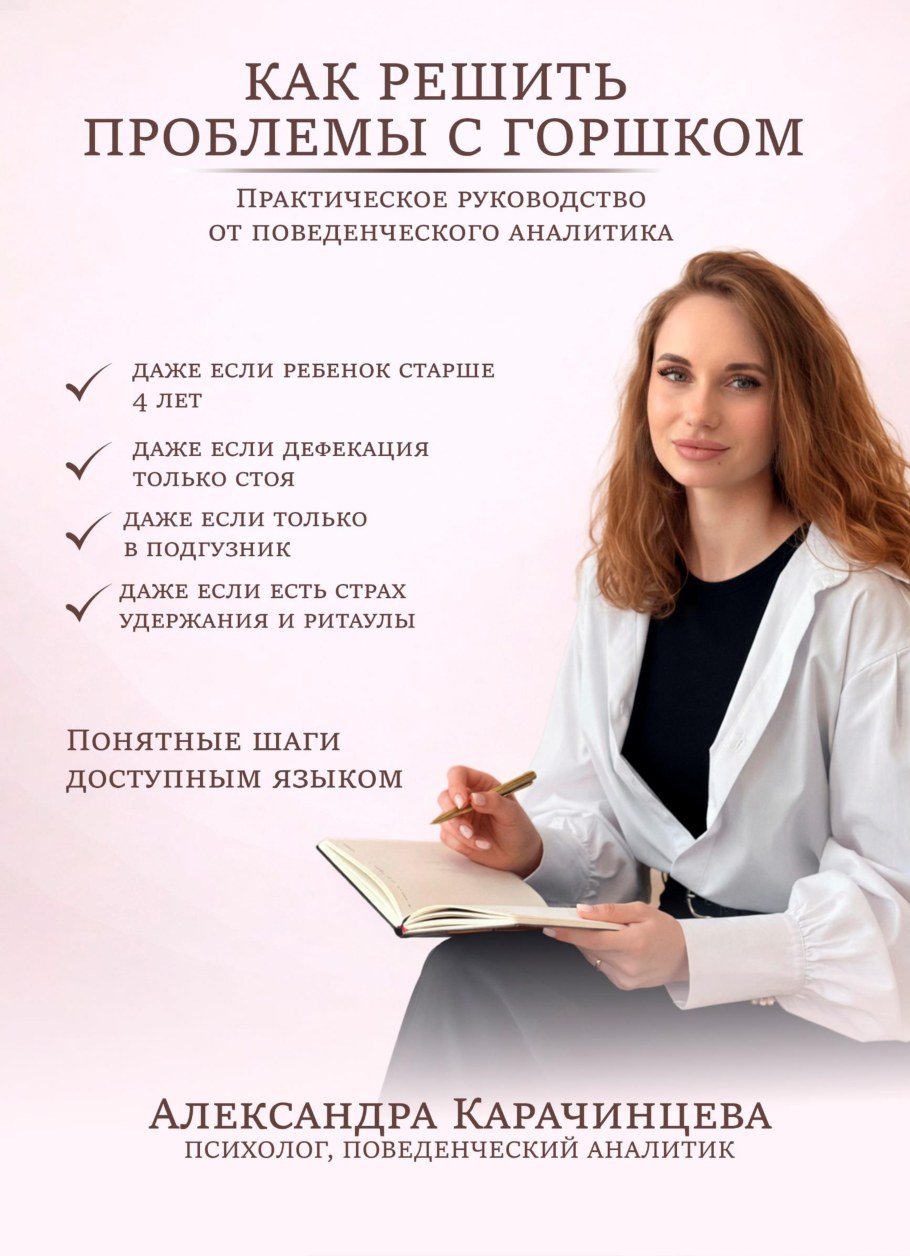 КАК РЕШИТЬ
ПРОБЛЕМЫ С ГОРШКОМ
Практическое руководство
от поведенческого аналитика
даже если ребенок старше
4 лет
даже если дефекация
только стоя
даже если только
в подгузник
даже если есть страх
удержания и ритаулы
Понятные шаги
доступным языком
Александра Карачинцева
психолог, поведенческий аналитик